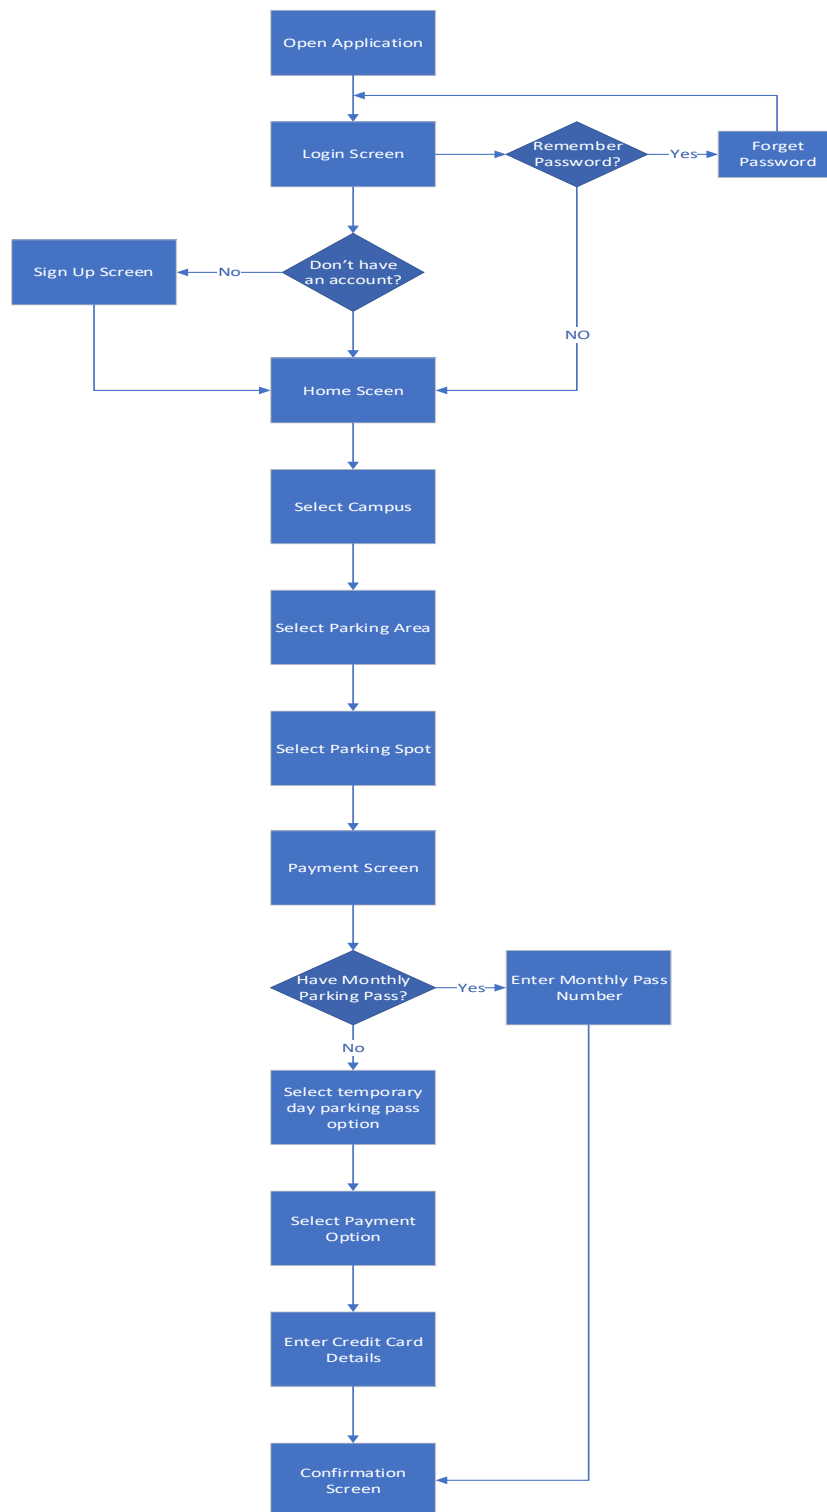 Open Application
Login Screen
Remember
Password?
Yes
Forget
Password
Don't have
an account?
No
Sign Up Screen
NO
Home Sceen
Select Campus
Select Parking Area
Select Parking Spot
Payment Screen
Have Monthly
Parking Pass?
Yes
Enter Monthly Pass
Number
No
Select temporary
day parking pass
option
Select Payment
Option
Enter Credit Card
Details
Confirmation
Screen